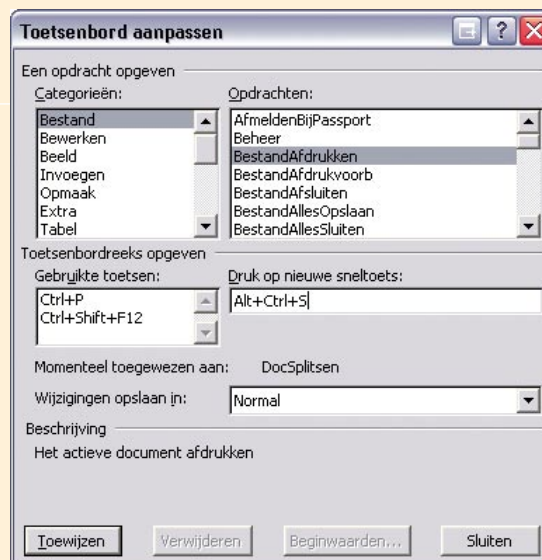 Toetsenbord aanpassen
Een opdracht opgeven
Categorieën:
Bestand
Bewerken
Beeld
Invoegen
Opmaak
Extra
Tabel
Opdrachten:
AfmeldenBijPassport
Beheer
BestandAfdrukken
BestandAfdrukvoorb
BestandAfsluiten
BestandAllesOpslaan
BestandAllesSluiten
Toetsenbordreeks opgeven
Gebruikte toetsen:
Ctrl+P
Ctrl+Shift+F12
Druk op nieuwe sneltoets:
Alt+Ctrl+S
Momenteel toegewezen aan: DocSplitsen
Wijzigingen opslaan in: Normal
Beschrijving
Het actieve document afdrukken
Toewijzen Verwijderen Beginwaarden... Sluiten